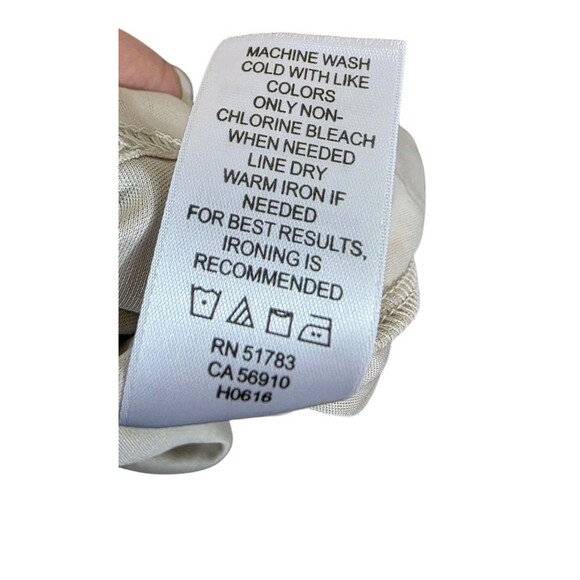 MACHINE WASH
COLD WITH LIKE
COLORS
ONLY NON-
CHLORINE BLEACH
WHEN NEEDED
LINE DRY
WARM IRON IF
NEEDED
FOR BEST RESULTS,
IRONING IS
RECOMMENDED
RN 51783
CA 56910
H0616